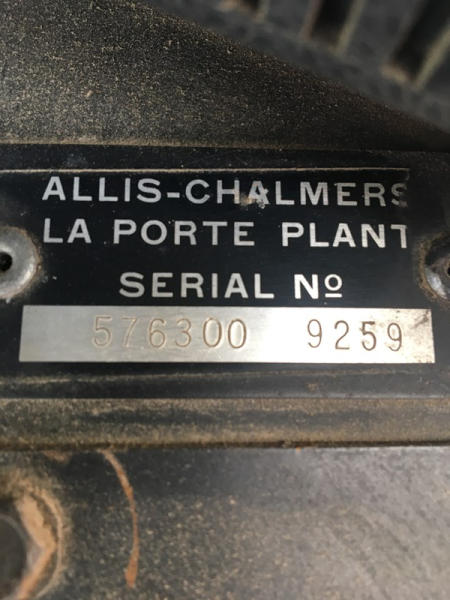 ALLIS-CHALMERS
LA PORTE PLANT
SERIAL Nº
576300 9259